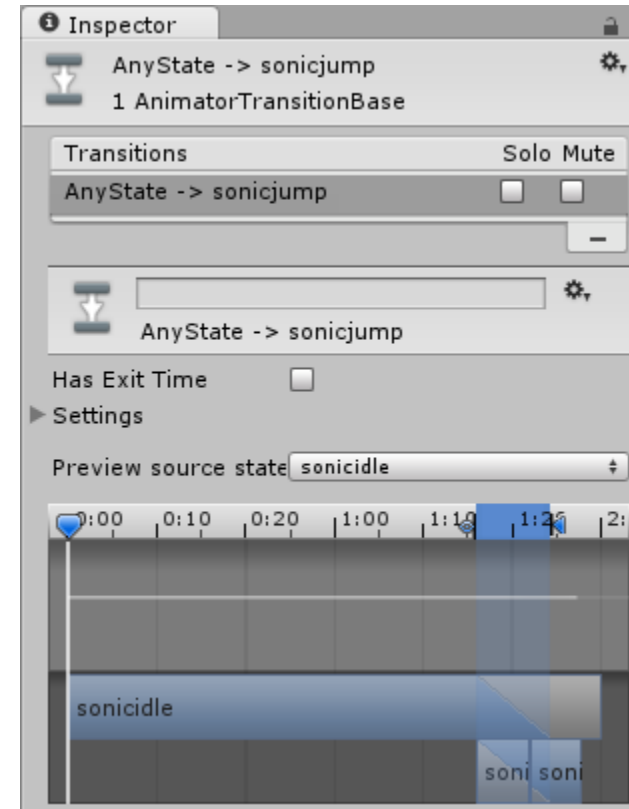 Inspector
AnyState -> sonicjump
1 AnimatorTransitionBase
Transitions Solo Mute
AnyState -> sonicjump
AnyState -> sonicjump
Has Exit Time
Settings
Preview source state sonicidle
0:00 0:10 0:20 1:00 1:10 1:20 2:
sonicidle
soni soni